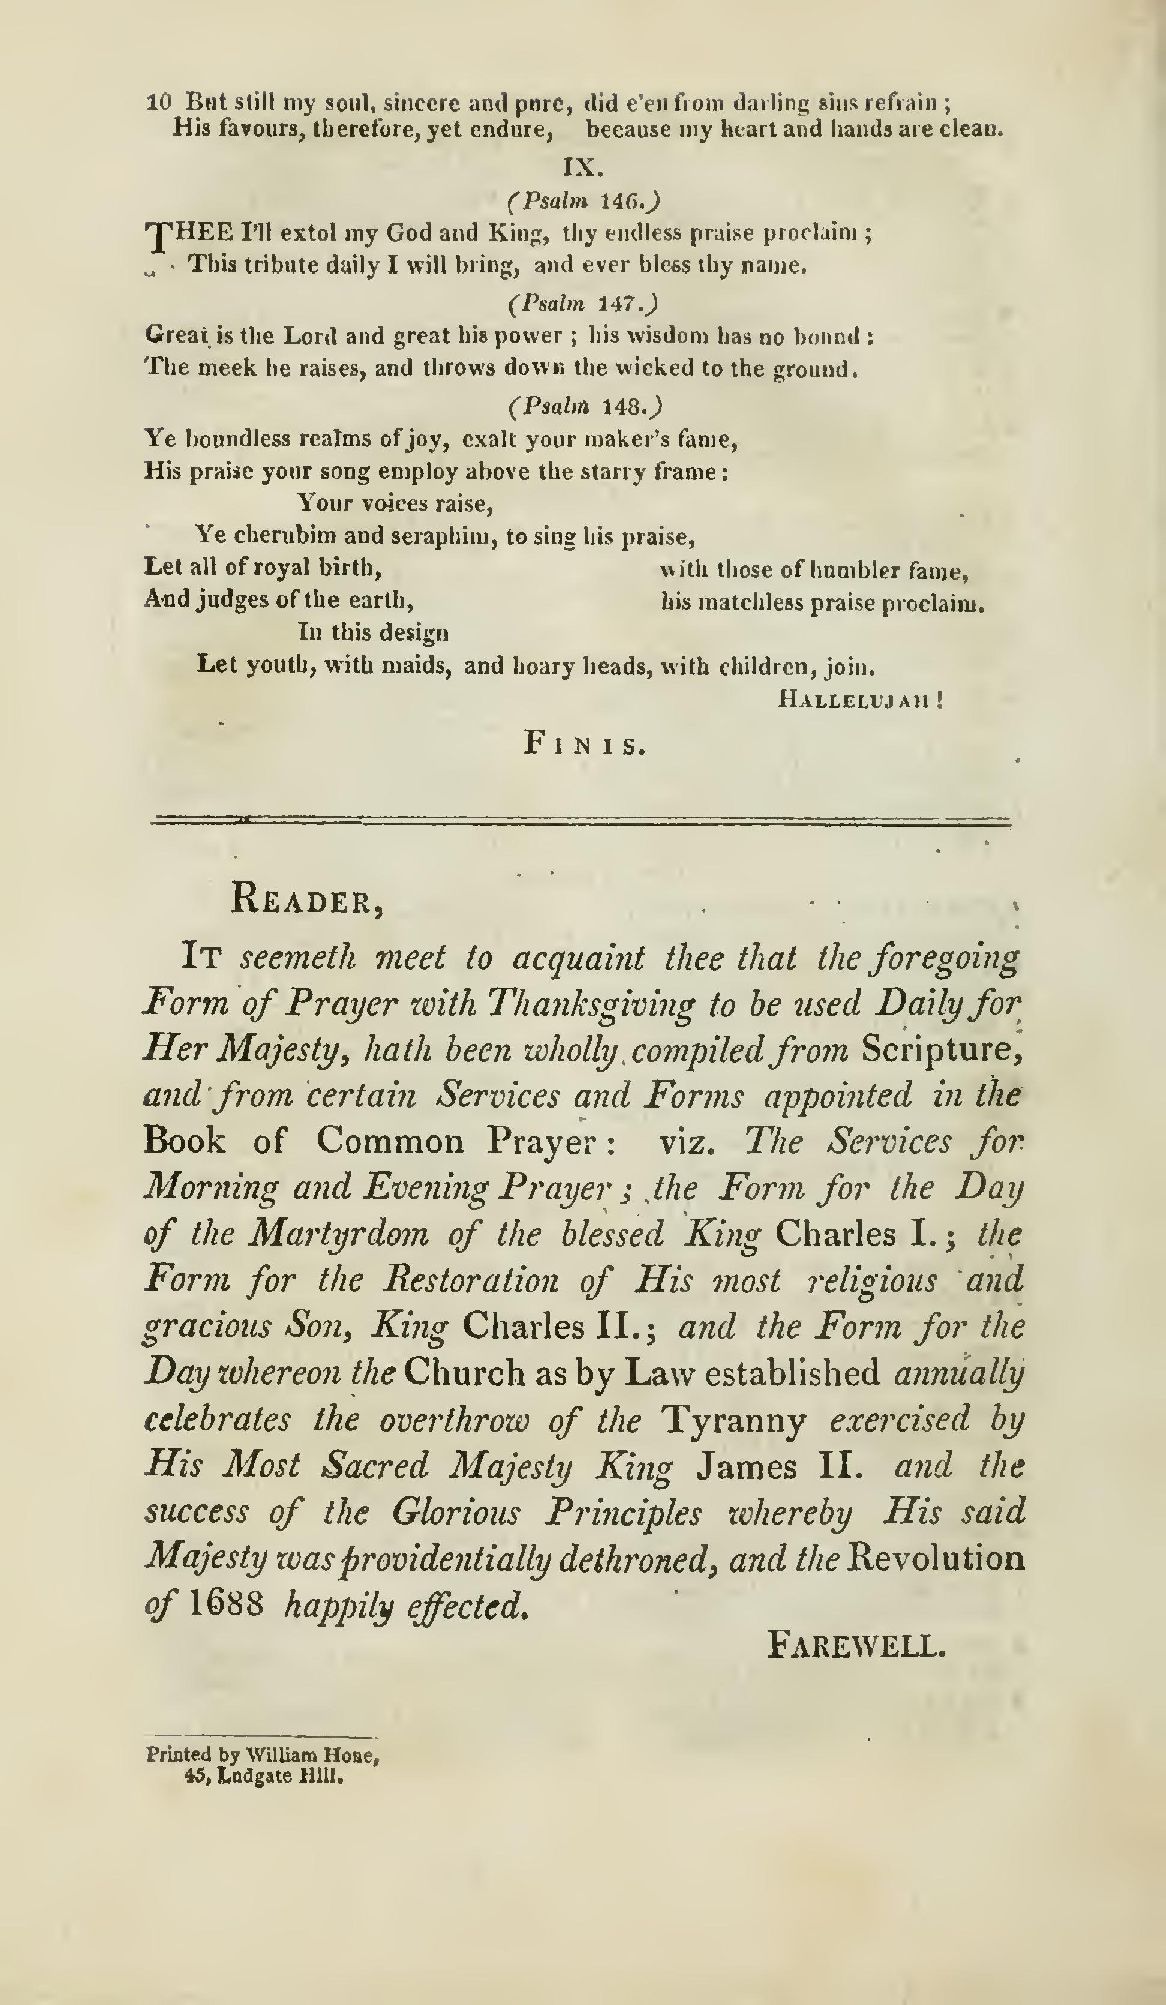 10 But still my soul, sincere and pure, did e'en from darling sins refrain ;
His favours, therefore, yet endure, because my heart and hands are clean.
IX.
(Psalm 146.)
THEE I'll extol my God and King, thy endless praise proclaim ;
This tribute daily I will bring, and ever bless thy name.
(Psalm 147.)
Great is the Lord and great his power ; his wisdom has no bound :
The meek he raises, and throws down the wicked to the ground.
(Psalm 148.)
Ye boundless realms of joy, exalt your maker's fame,
His praise your song employ above the starry frame :
Your voices raise,
Ye cherubim and seraphim, to sing his praise,
Let all of royal birth, with those of humbler fame,
And judges of the earth, his matchless praise proclaim.
In this design
Let youth, with maids, and hoary heads, with children, join.
HALLELUJAH !
FINIS.
READER,
IT seemeth meet to acquaint thee that the foregoing
Form of Prayer with Thanksgiving to be used Daily for
Her Majesty, hath been wholly compiled from Scripture,
and from certain Services and Forms appointed in the
Book of Common Prayer : viz. The Services for
Morning and Evening Prayer ; the Form for the Day
of the Martyrdom of the blessed King Charles I. ; the
Form for the Restoration of His most religious and
gracious Son, King Charles II. ; and the Form for the
Day whereon the Church as by Law established annually
celebrates the overthrow of the Tyranny exercised by
His Most Sacred Majesty King James II. and the
success of the Glorious Principles whereby His said
Majesty was providentially dethroned, and the Revolution
of 1688 happily effected.
FAREWELL.
Printed by William Hone,
45, Ludgate Hill.